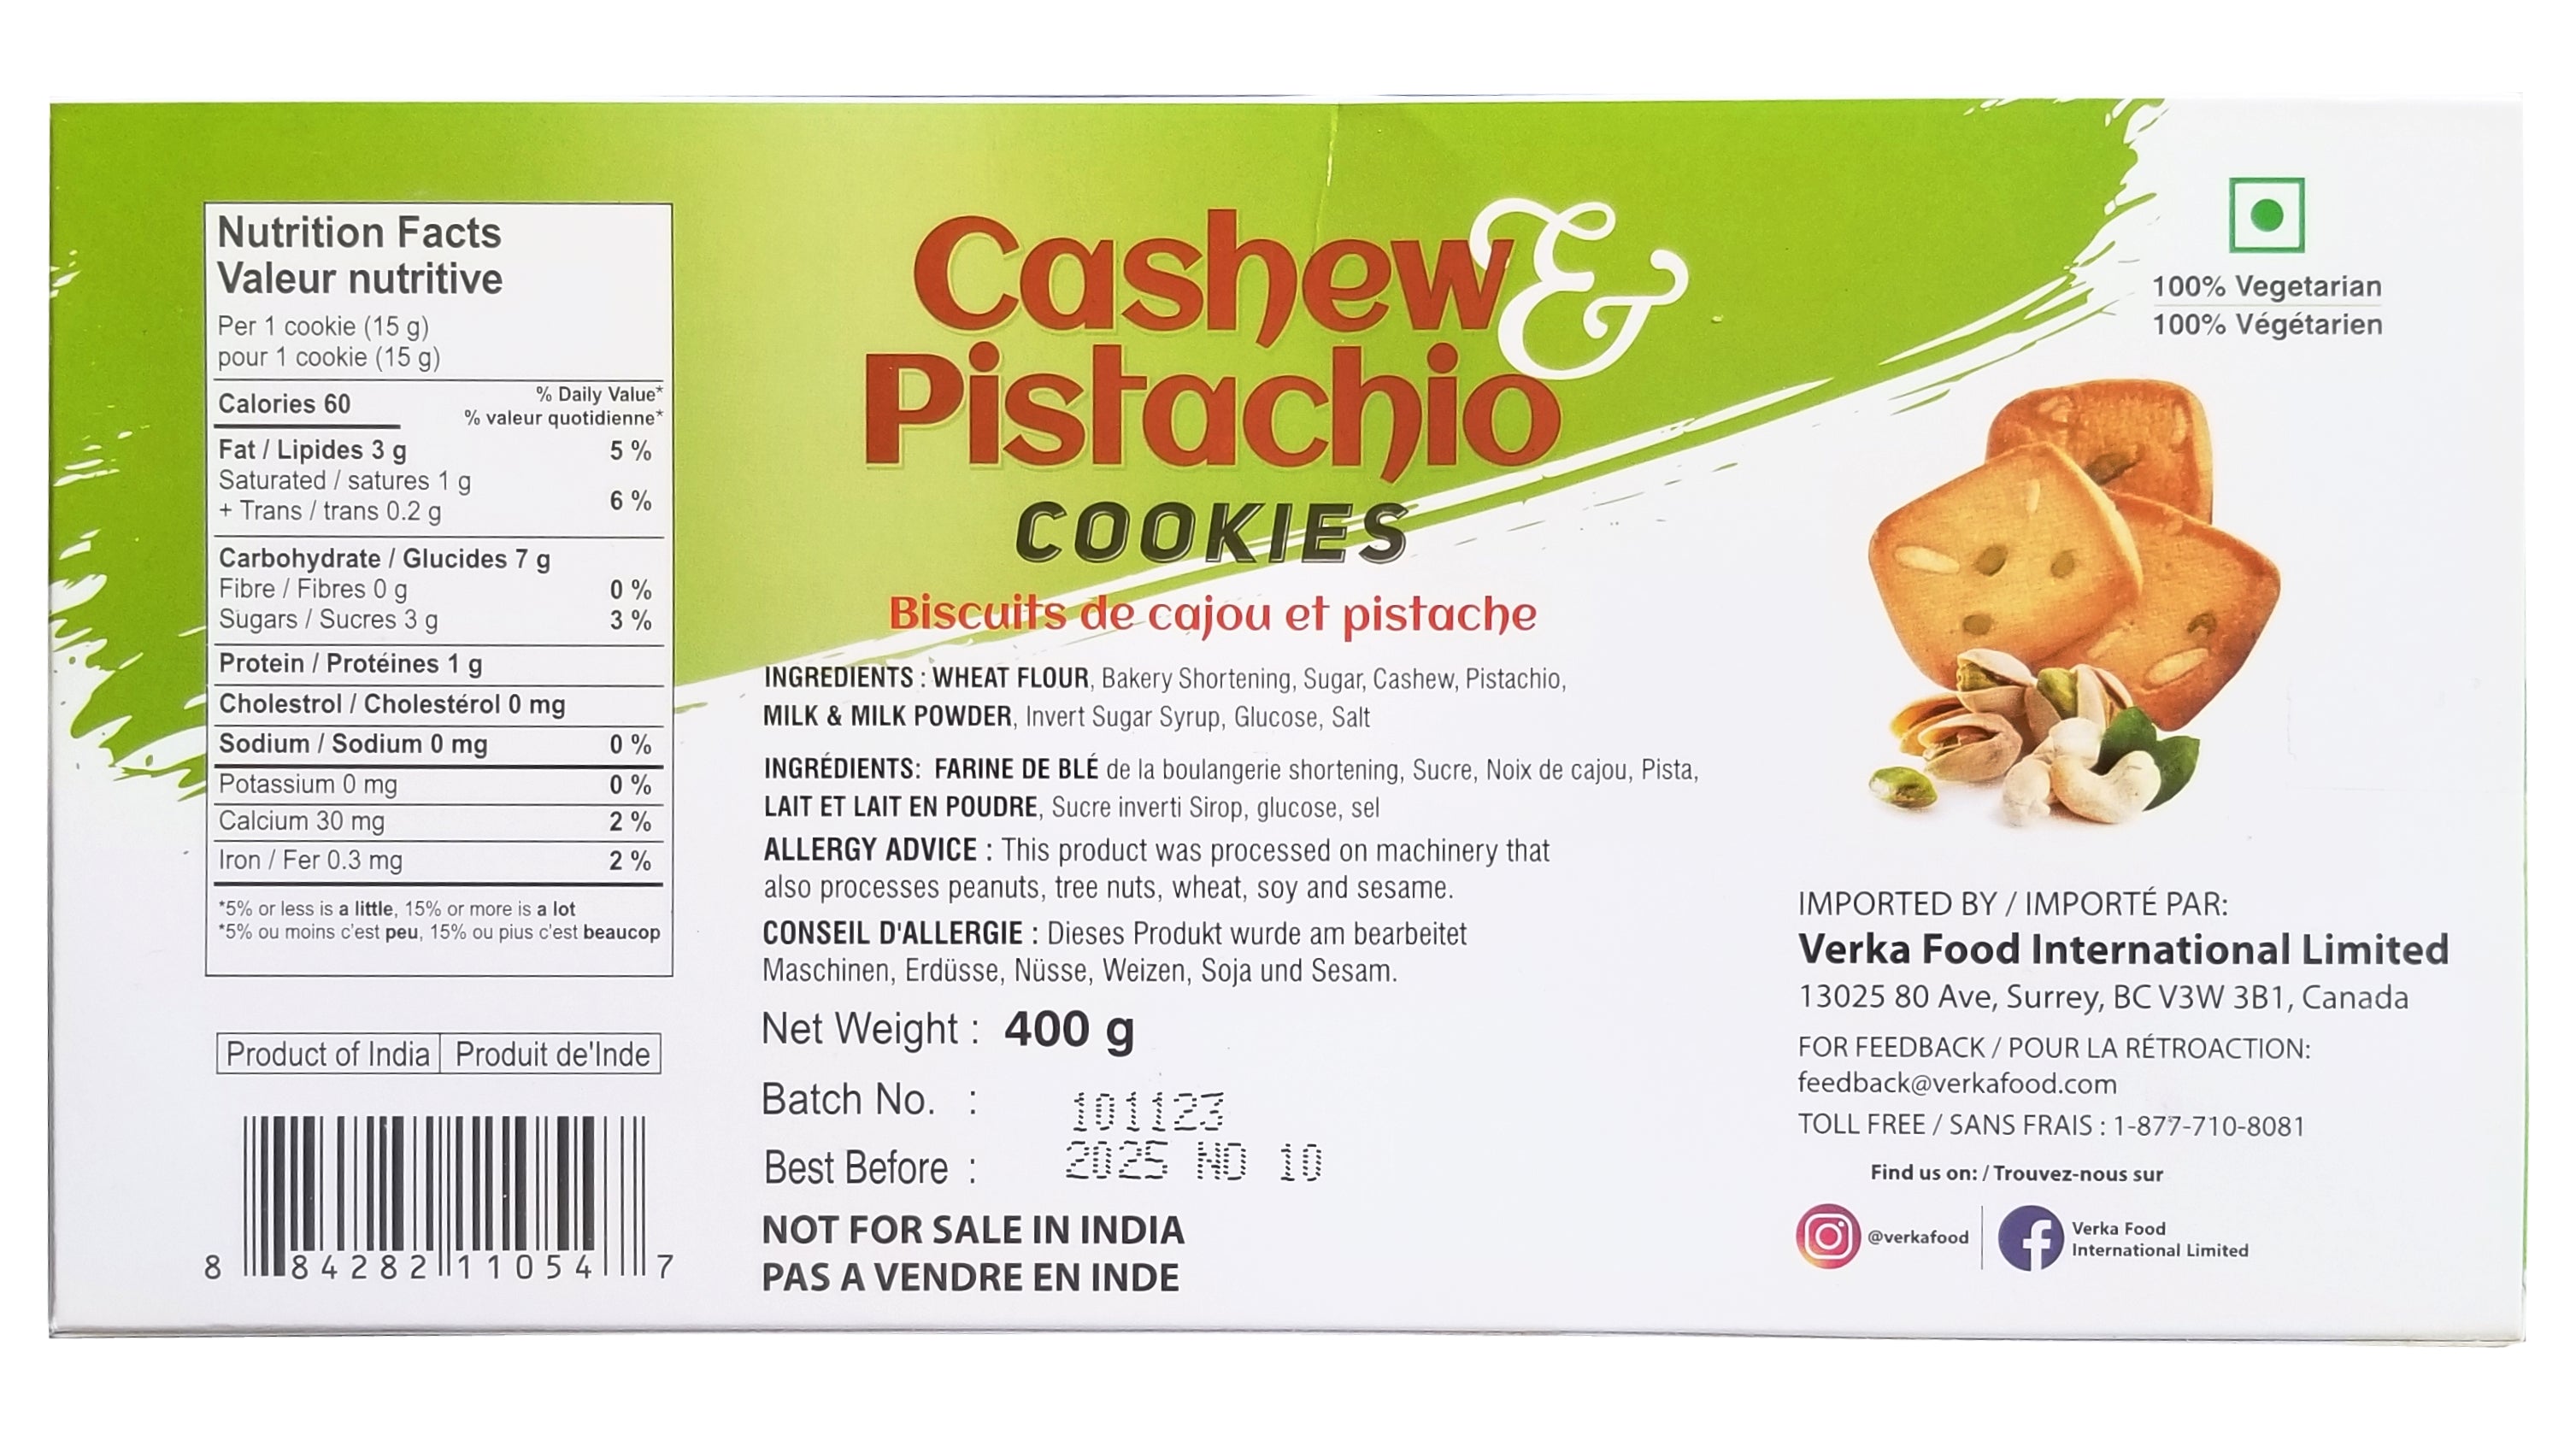 Nutrition Facts
Valeur nutritive
Per 1 cookie (15 g)
pour 1 cookie (15 g)
Calories 60
% Daily Value*
% valeur quotidienne*
Fat / Lipides 3 g 5 %
Saturated / satures 1 g
+ Trans / trans 0.2 g 6 %
Carbohydrate / Glucides 7 g
Fibre / Fibres 0 g 0 %
Sugars / Sucres 3 g 3 %
Protein / Protéines 1 g
Cholestrol / Cholestérol 0 mg
Sodium / Sodium 0 mg 0 %
Potassium 0 mg 0 %
Calcium 30 mg 2 %
Iron / Fer 0.3 mg 2 %
*5% or less is a little, 15% or more is a lot
*5% ou moins c'est peu, 15% ou pius c'est beaucop
Product of India Produit de'Inde
8 84282 11054 7
Cashew &
Pistachio
COOKIES
Biscuits de cajou et pistache
INGREDIENTS : WHEAT FLOUR, Bakery Shortening, Sugar, Cashew, Pistachio,
MILK & MILK POWDER, Invert Sugar Syrup, Glucose, Salt
INGRÉDIENTS: FARINE DE BLÉ de la boulangerie shortening, Sucre, Noix de cajou, Pista,
LAIT ET LAIT EN POUDRE, Sucre inverti Sirop, glucose, sel
ALLERGY ADVICE : This product was processed on machinery that
also processes peanuts, tree nuts, wheat, soy and sesame.
CONSEIL D'ALLERGIE : Dieses Produkt wurde am bearbeitet
Maschinen, Erdüsse, Nüsse, Weizen, Soja und Sesam.
Net Weight : 400 g
Batch No. : 101123
Best Before : 2025 NO 10
NOT FOR SALE IN INDIA
PAS A VENDRE EN INDE
100% Vegetarian
100% Végétarien
IMPORTED BY / IMPORTÉ PAR:
Verka Food International Limited
13025 80 Ave, Surrey, BC V3W 3B1, Canada
FOR FEEDBACK / POUR LA RÉTROACTION:
feedback@verkafood.com
TOLL FREE / SANS FRAIS : 1-877-710-8081
Find us on: / Trouvez-nous sur
@verkafood
Verka Food
International Limited